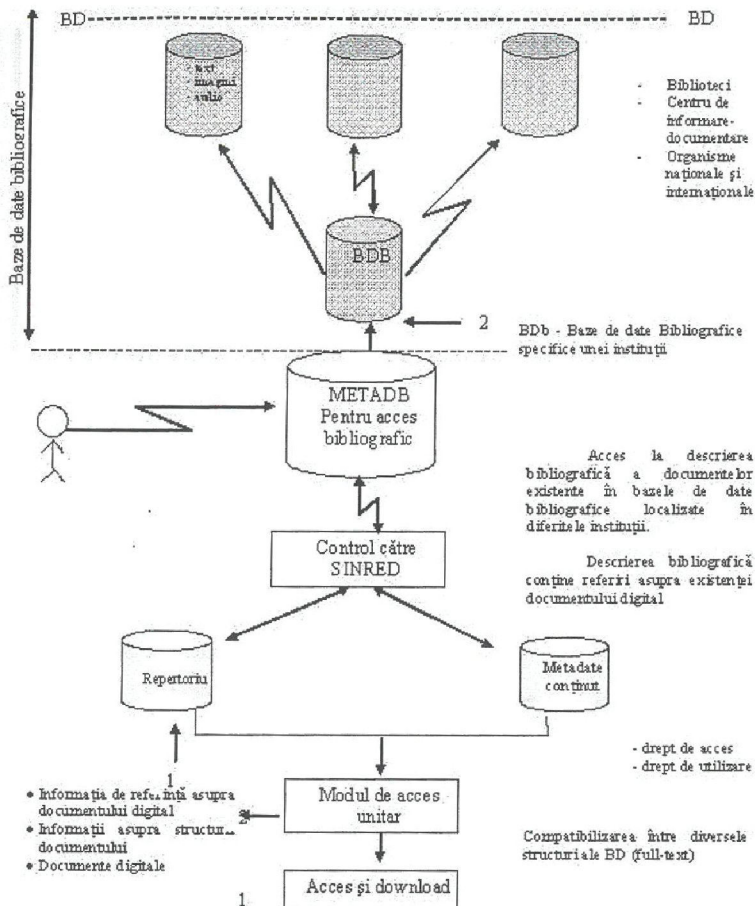 BD
BD
text
imagini
audio
- Biblioteci
- Centru de
informare-
documentare
- Organisme
naționale și
internaționale
Baze de date bibliografice
BDB
2
BDb - Baze de date Bibliografice
specifice unei instituții
METADB
Pentru acces
bibliografic
Acces la descrierea
bibliografică a documentelor
existente în bazele de date
bibliografice localizate în
diferitele instituții.
Control către
SINRED
Descrierea bibliografică
conține referiri asupra existenței
documentului digital
Repertoriu
Metadate
conținut
- drept de acces
- drept de utilizare
1
• Informația de referință asupra
documentului digital
2
• Informații asupra
documentului
• Documente digitale
Modul de acces
unitar
Compatibilizarea între diversele
structuri ale BD (full-text)
Acces și download
1.